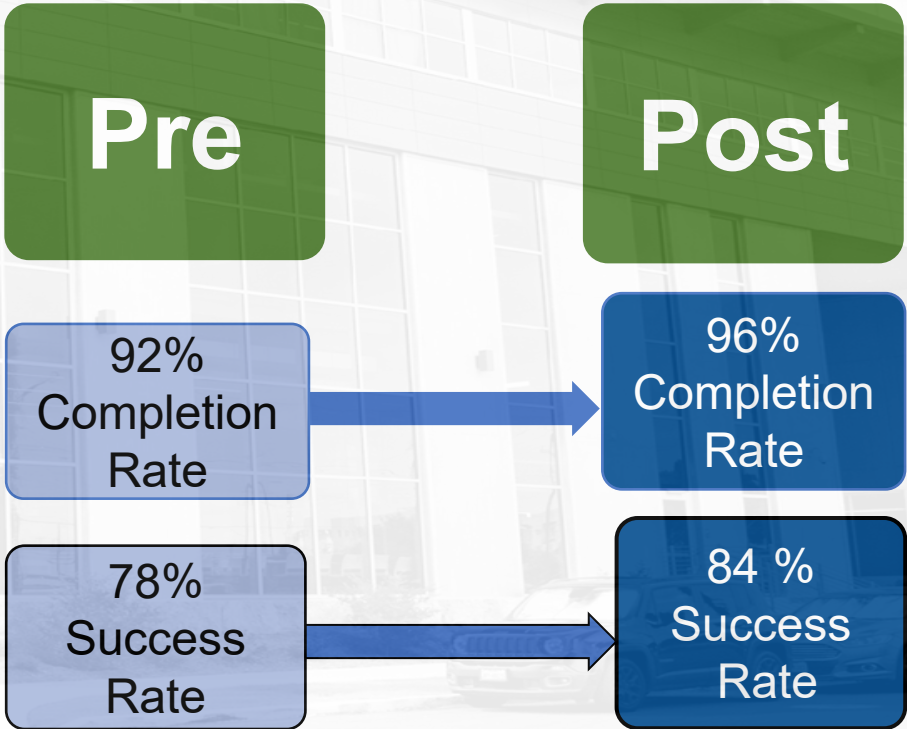 Pre
Post
92%
Completion
Rate
96%
Completion
Rate
78%
Success
Rate
84 %
Success
Rate